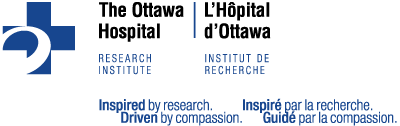 The Ottawa Hospital
RESEARCH INSTITUTE
L'Hôpital d'Ottawa
INSTITUT DE RECHERCHE
Inspired by research.
Driven by compassion.
Inspiré par la recherche.
Guidé par la compassion.